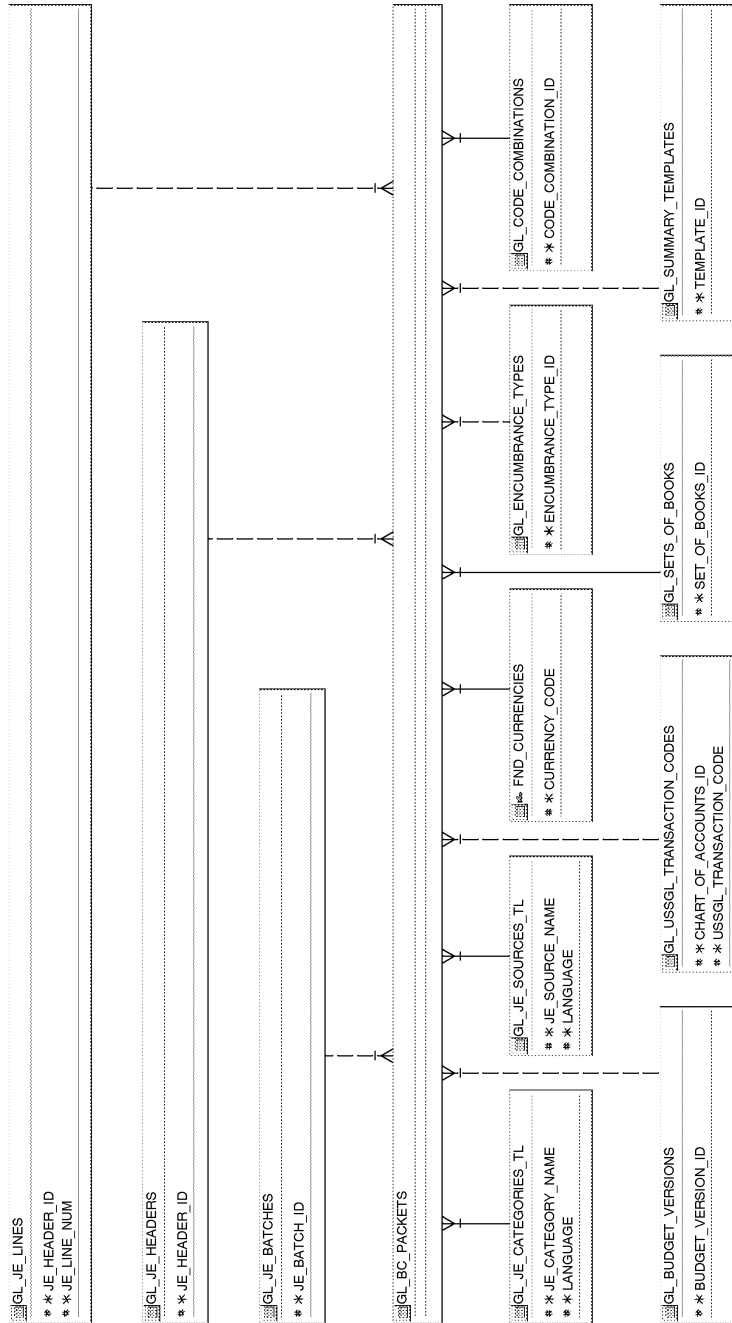 GL_JE_LINES
# * JE_HEADER_ID
# * JE_LINE_NUM
GL_JE_HEADERS
# * JE_HEADER_ID
GL_JE_BATCHES
# * JE_BATCH_ID
GL_BC_PACKETS
GL_JE_CATEGORIES_TL
# * JE_CATEGORY_NAME
# * LANGUAGE
GL_JE_SOURCES_TL
# * JE_SOURCE_NAME
# * LANGUAGE
FND_CURRENCIES
# * CURRENCY_CODE
GL_ENCUMBRANCE_TYPES
# * ENCUMBRANCE_TYPE_ID
GL_CODE_COMBINATIONS
# * CODE_COMBINATION_ID
GL_BUDGET_VERSIONS
# * BUDGET_VERSION_ID
GL_USSGL_TRANSACTION_CODES
# * CHART_OF_ACCOUNTS_ID
# * USSGL_TRANSACTION_CODE
GL_SETS_OF_BOOKS
# * SET_OF_BOOKS_ID
GL_SUMMARY_TEMPLATES
# * TEMPLATE_ID